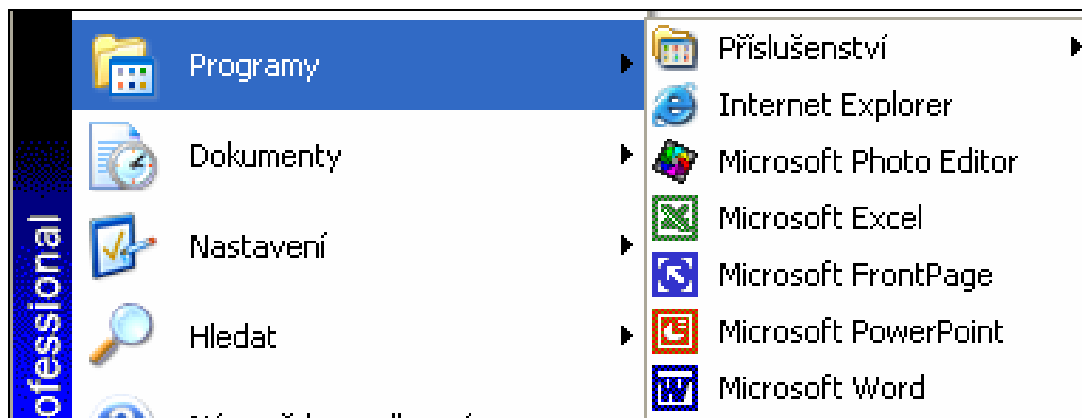 Programy
Dokumenty
Nastavení
Hledat
Příslušenství
Internet Explorer
Microsoft Photo Editor
Microsoft Excel
Microsoft FrontPage
Microsoft PowerPoint
Microsoft Word
ofessional